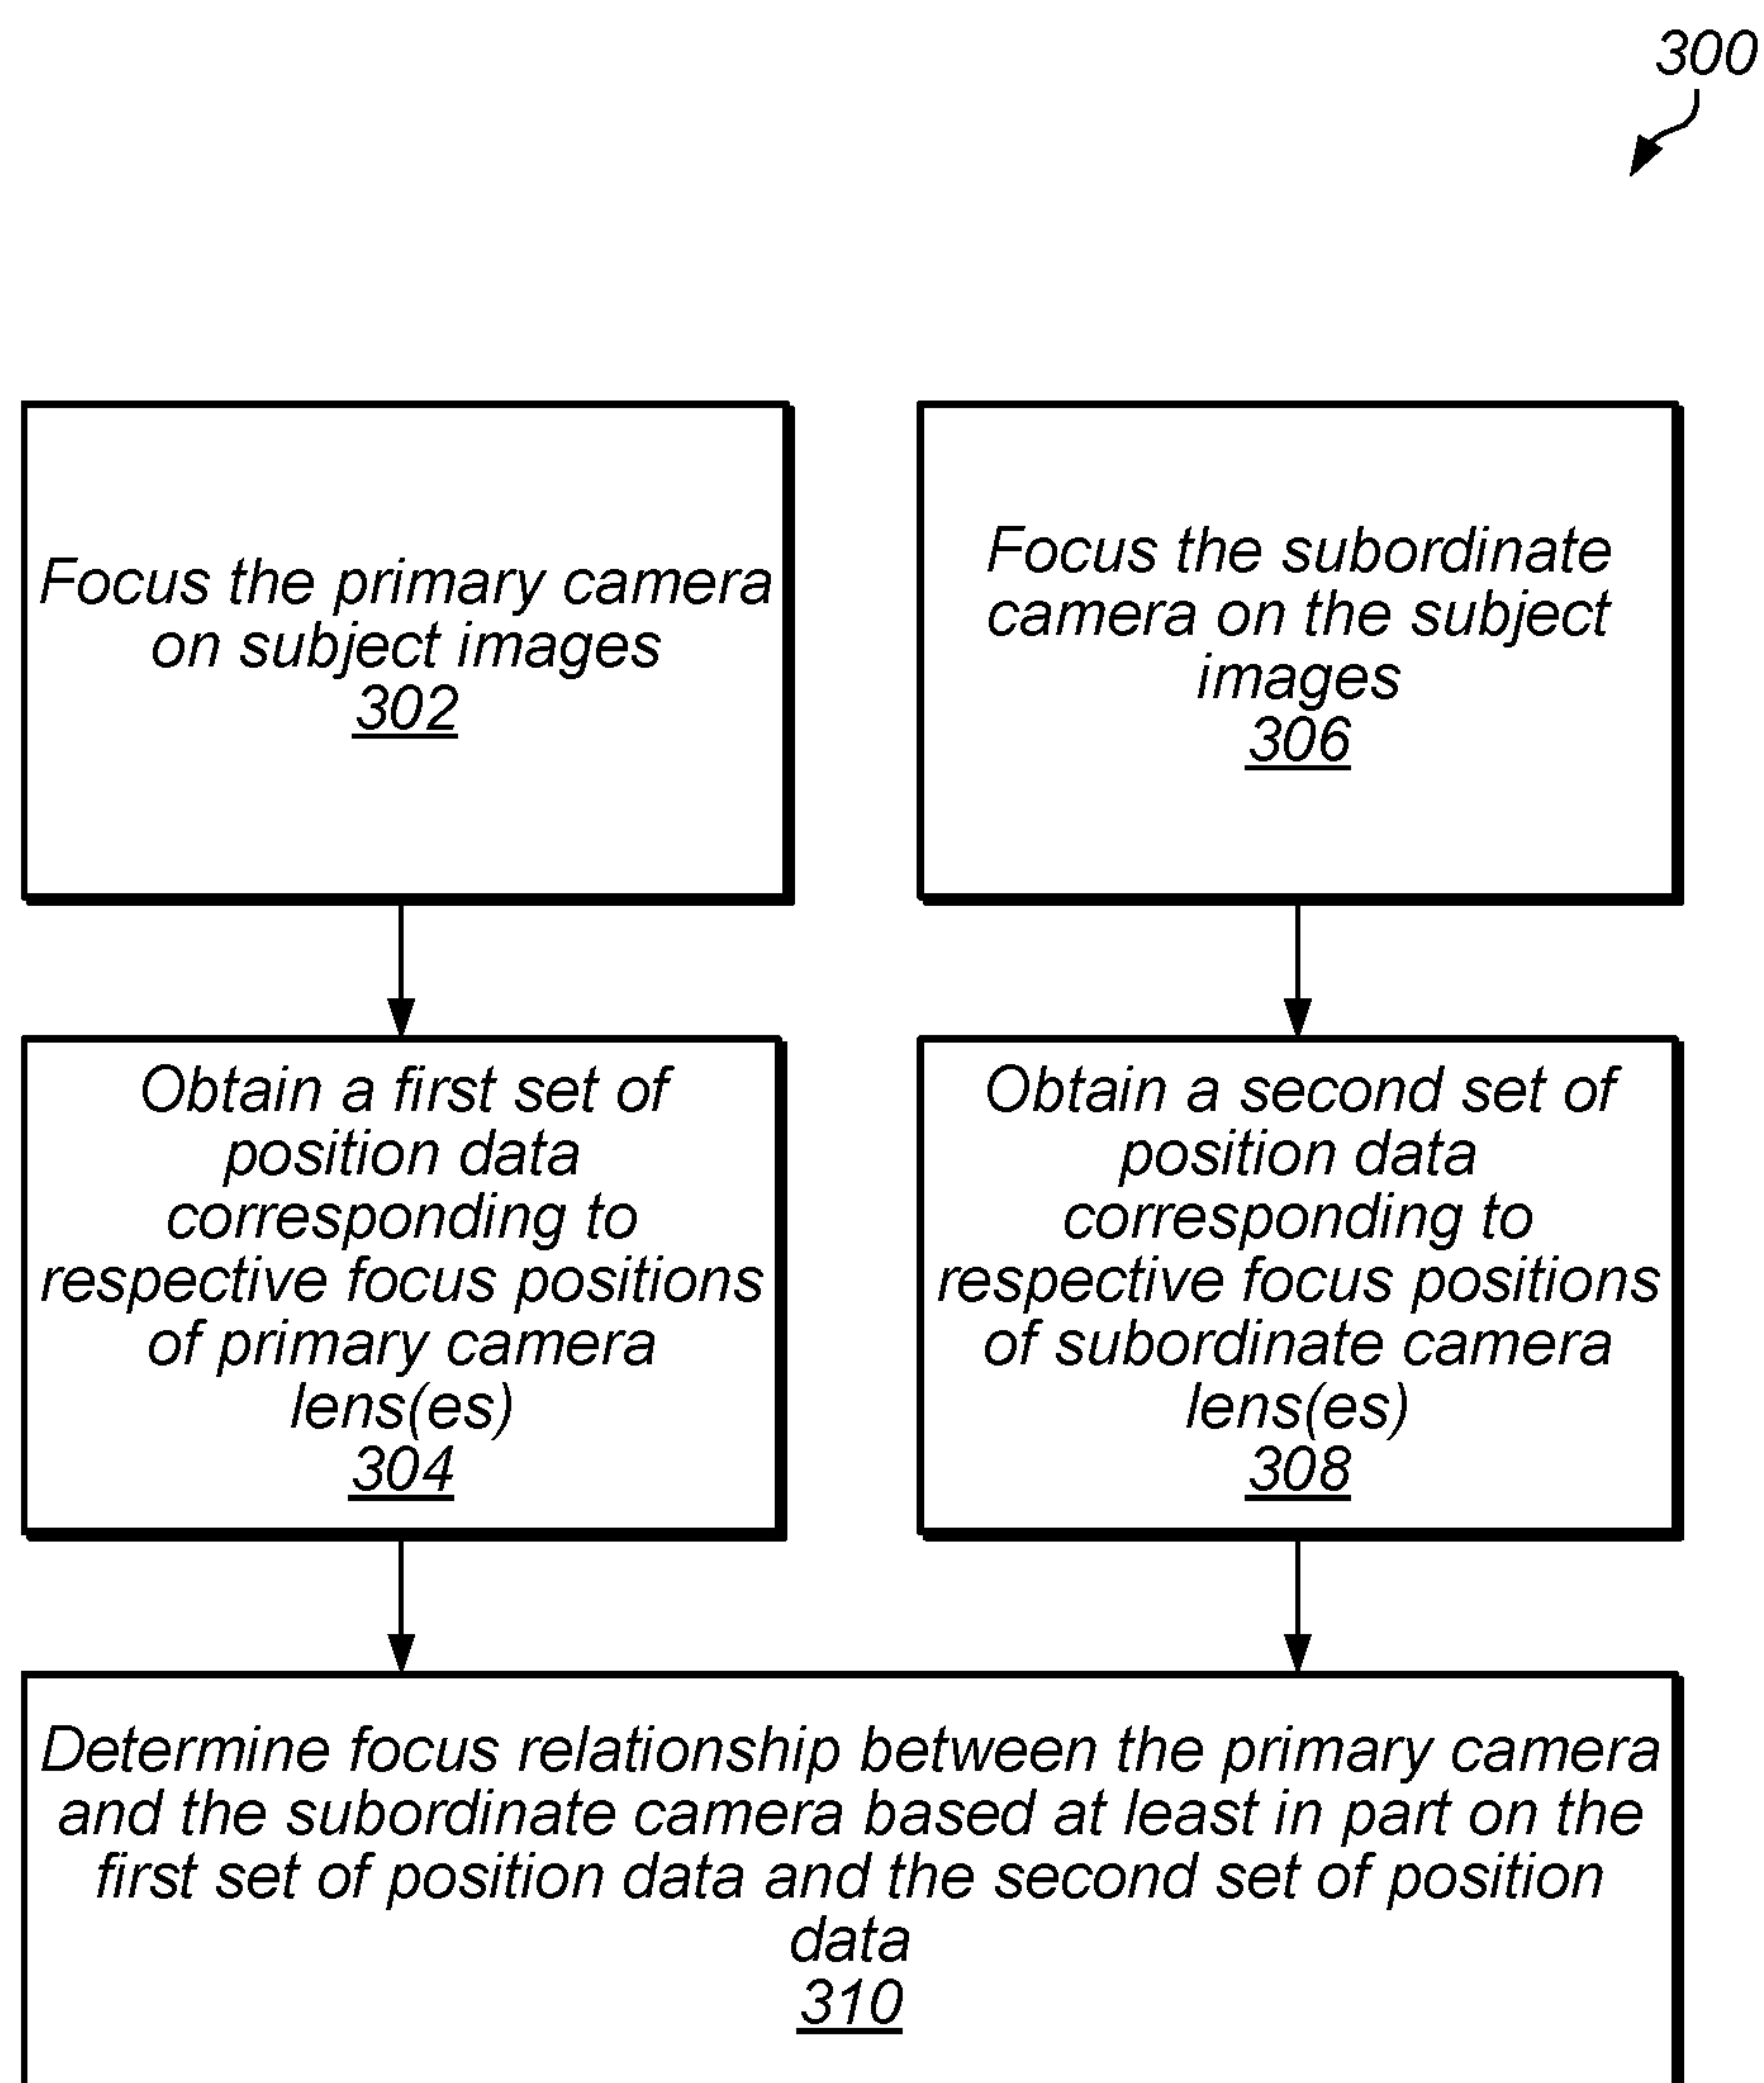 300
Focus the primary camera
on subject images
302
Focus the subordinate
camera on the subject
images
306
Obtain a first set of
position data
corresponding to
respective focus positions
of primary camera
lens(es)
304
Obtain a second set of
position data
corresponding to
respective focus positions
of subordinate camera
lens(es)
308
Determine focus relationship between the primary camera
and the subordinate camera based at least in part on the
first set of position data and the second set of position
data
310